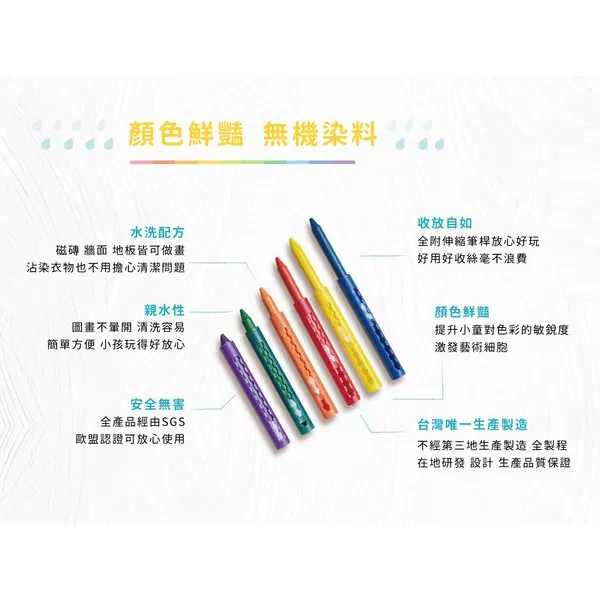 顏色鮮豔 無機染料
水洗配方
磁磚 牆面 地板皆可做畫
沾染衣物也不用擔心清潔問題
親水性
圖畫不暈開 清洗容易
簡單方便 小孩玩得好放心
安全無害
全產品經由SGS
歐盟認證可放心使用
收放自如
全附伸縮筆桿放心好玩
好用好收絲毫不浪費
顏色鮮豔
提升小童對色彩的敏銳度
激發藝術細胞
台灣唯一生產製造
不經第三地生產製造 全製程
在地研發 設計 生產品質保證